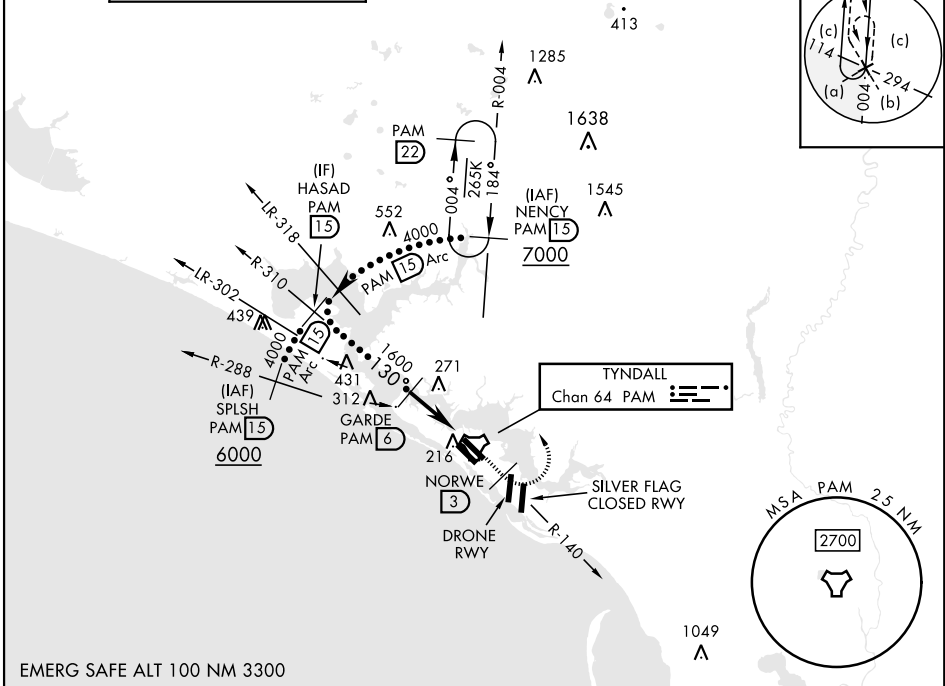 413
(c)
(c)
114
294
004
(a)
(b)
1285
R-004
PAM
22
1638
004°
265K
184°
(IF)
HASAD
PAM
15
(IAF)
NENCY
PAM 15
7000
1545
552
4000
PAM 15 Arc
LR-318
R-310
LR-302
439
4000
PAM
Arc
15
R-288
(IAF)
SPLSH
PAM 15
6000
431
312
1600
130°
271
GARDE
PAM 6
TYNDALL
Chan 64 PAM
216
NORWE
3
SILVER FLAG
CLOSED RWY
DRONE
RWY
R-140
MSA PAM 25 NM
2700
1049
EMERG SAFE ALT 100 NM 3300